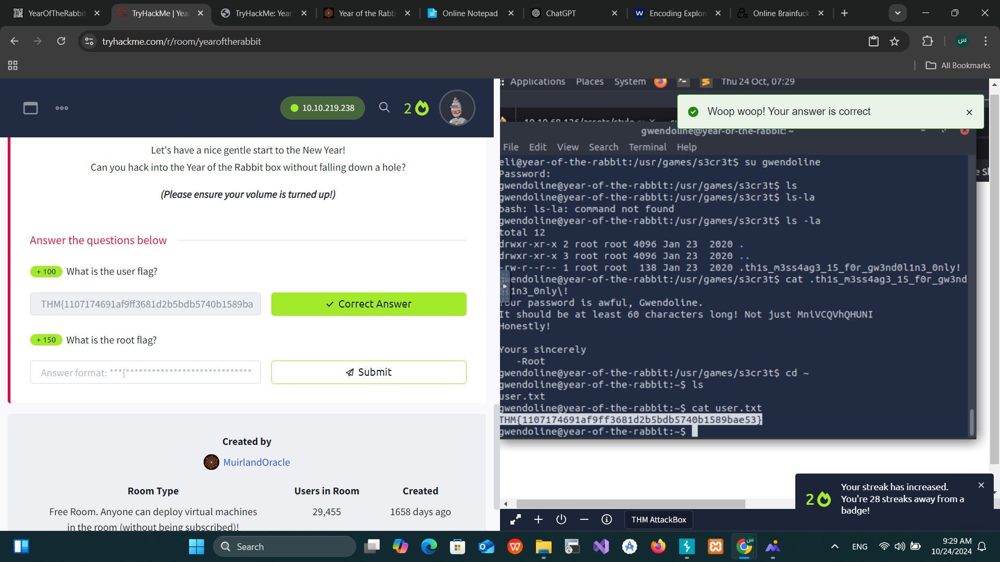 YearOfTheRabbi
TryHackMe | Yea
TryHackMe: Year
Year of the Rabb
Online Notepad
ChatGPT
W
Encoding Explor
Online Brainfuck
tryhackme.com/r/room/yearoftherabbit
س
All Bookmarks
10.10.219.238
2
Let's have a nice gentle start to the New Year!
Can you hack into the Year of the Rabbit box without falling down a hole?
(Please ensure your volume is turned up!)
Answer the questions below
+ 100 What is the user flag?
THM{1107174691af9ff3681d2b5bdb5740b1589ba
Correct Answer
+ 150 What is the root flag?
Answer format: ***{*****************************
Submit
Created by
MuirlandOracle
Room Type
Users in Room
Created
Free Room. Anyone can deploy virtual machines
29,455
1658 days ago
in the room (without being subscribed)!
Applications Places System Thu 24 Oct, 07:29
Woop woop! Your answer is correct
10.10.68.136/assets/style.cs
gwendoline@year-of-the-rabbit: ~
File Edit View Search Terminal Help
eli@year-of-the-rabbit:/usr/games/s3cr3t$ su gwendoline
Password:
gwendoline@year-of-the-rabbit:/usr/games/s3cr3t$ ls
gwendoline@year-of-the-rabbit:/usr/games/s3cr3t$ ls-la
bash: ls-la: command not found
gwendoline@year-of-the-rabbit:/usr/games/s3cr3t$ ls -la
total 12
drwxr-xr-x 2 root root 4096 Jan 23  2020 .
drwxr-xr-x 3 root root 4096 Jan 23  2020 ..
-rw-r--r-- 1 root root  138 Jan 23  2020 .th1s_m3ss4ag3_15_f0r_gw3nd0l1n3_0nly!
gwendoline@year-of-the-rabbit:/usr/games/s3cr3t$ cat .th1s_m3ss4ag3_15_f0r_gw3nd
0l1n3_0nly\!
Your password is awful, Gwendoline.
It should be at least 60 characters long! Not just MniVCQVhQHUNI
Honestly!
Yours sincerely
-Root
gwendoline@year-of-the-rabbit:/usr/games/s3cr3t$ cd ~
gwendoline@year-of-the-rabbit:~$ ls
user.txt
gwendoline@year-of-the-rabbit:~$ cat user.txt
THM{1107174691af9ff3681d2b5bdb5740b1589bae53}
gwendoline@year-of-the-rabbit:~$
e Sh
2
Your streak has increased.
You're 28 streaks away from a
badge!
THM AttackBox
Search
ENG
9:29 AM
10/24/2024